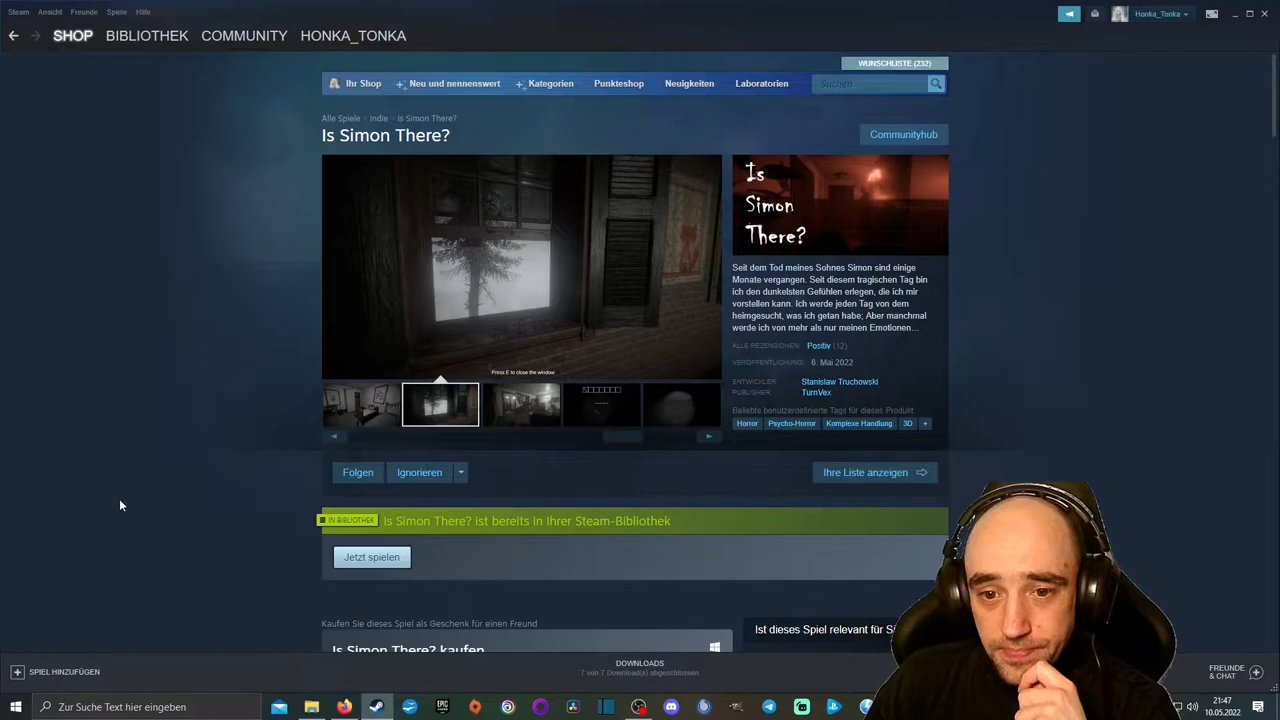 Steam Ansicht Freunde Spiele Hilfe
Honka_Tonka
SHOP BIBLIOTHEK COMMUNITY HONKA_TONKA
WUNSCHLISTE (232)
Ihr Shop Neu und nennenswert Kategorien Punkteshop Neuigkeiten Laboratorien Suchen
Alle Spiele > Indie > Is Simon There?
Is Simon There?
Communityhub
Is
Simon
There?
Seit dem Tod meines Sohnes Simon sind einige
Monate vergangen. Seit diesem tragischen Tag bin
ich den dunkelsten Gefühlen erlegen, die ich mir
vorstellen kann. Ich werde jeden Tag von dem
heimgesucht, was ich getan habe; Aber manchmal
werde ich von mehr als nur meinen Emotionen…
ALLE REZENSIONEN: Positiv (12)
VERÖFFENTLICHUNG: 6. Mai 2022
Press E to close the window
ENTWICKLER: Stanislaw Truchowski
PUBLISHER: TurnVex
Beliebte benutzerdefinierte Tags für dieses Produkt
Horror Psycho-Horror Komplexe Handlung 3D +
Folgen Ignorieren Ihre Liste anzeigen
IN BIBLIOTHEK Is Simon There? ist bereits in Ihrer Steam-Bibliothek
Jetzt spielen
Kaufen Sie dieses Spiel als Geschenk für einen Freund
Ist dieses Spiel relevant für
Is Simon There? kaufen
SPIEL HINZUFÜGEN
DOWNLOADS
7 von 7 Download(s) abgeschlossen
FREUNDE
& CHAT
Zur Suche Text hier eingeben
21:47
10.05.2022